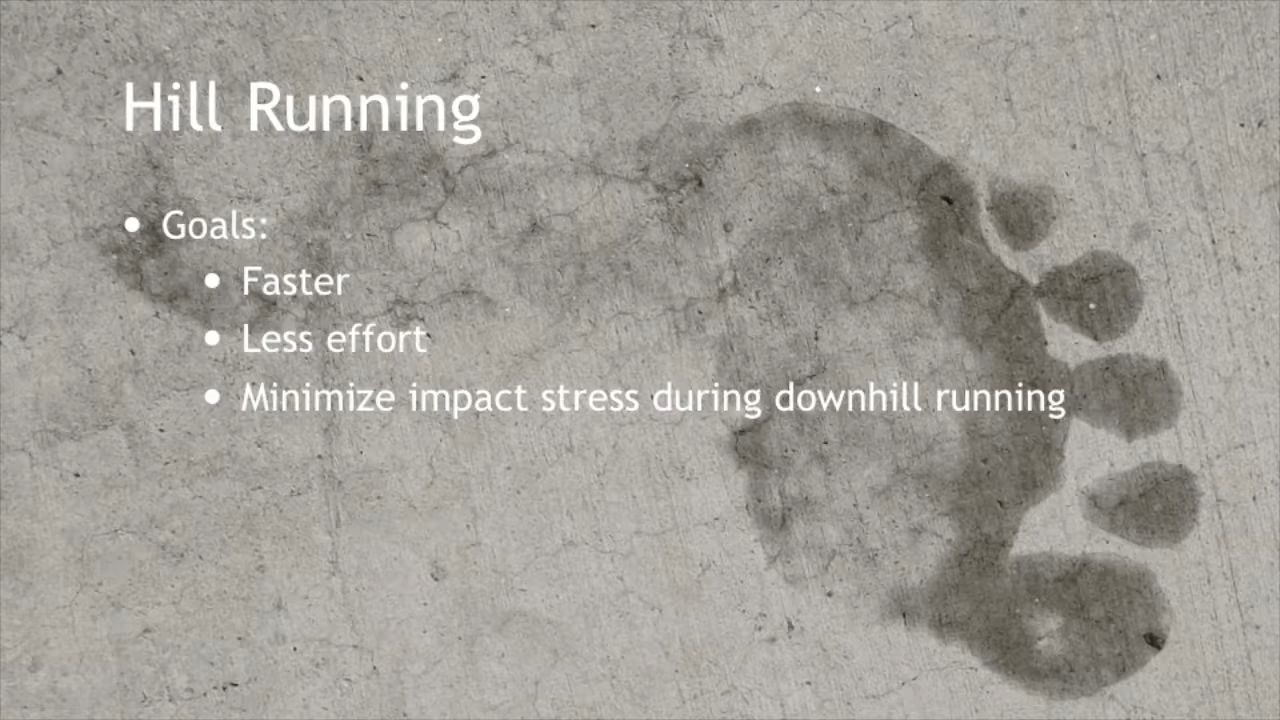 Hill Running
• Goals:
• Faster
• Less effort
• Minimize impact stress during downhill running